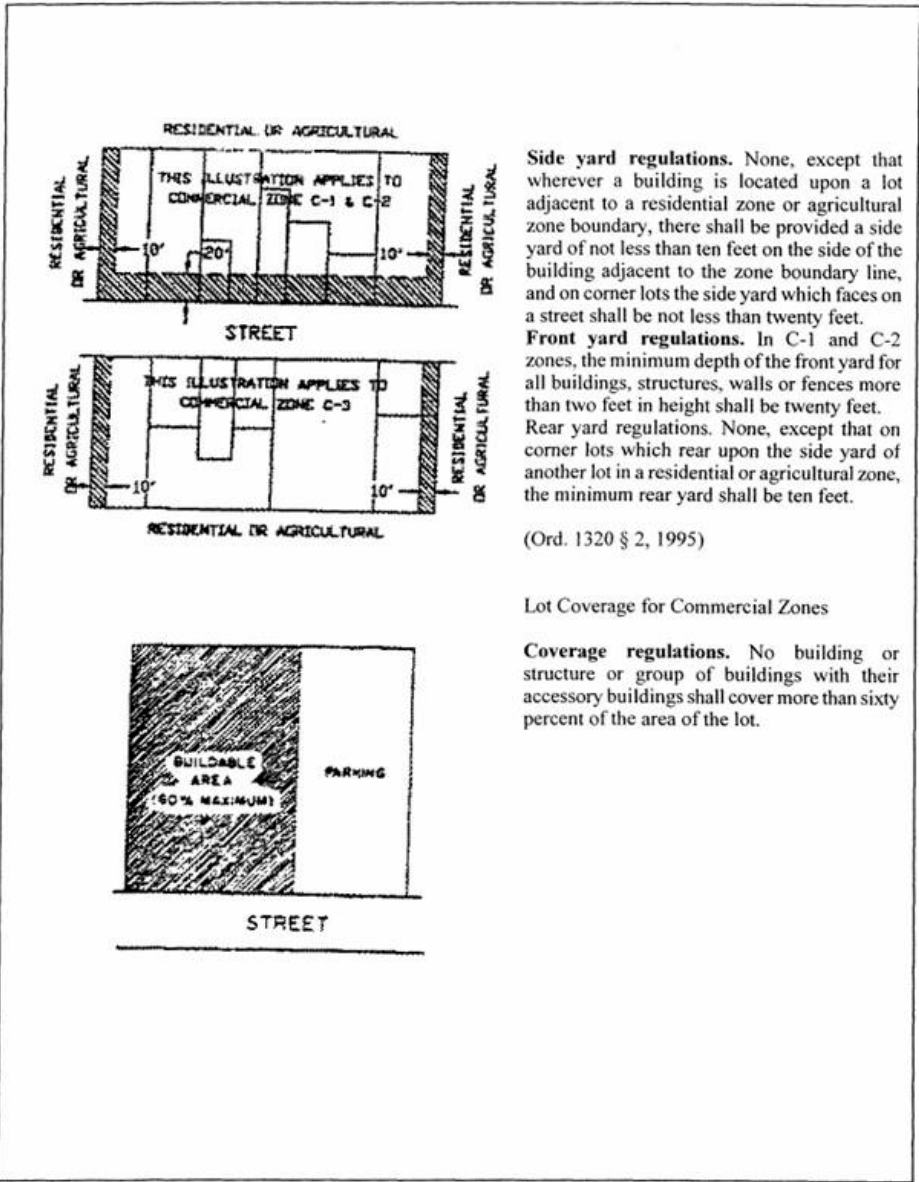 RESIDENTIAL OR AGRICULTURAL
RESIDENTIAL
OR AGRICULTURAL
THIS ILLUSTRATION APPLIES TO
COMMERCIAL ZONE C-1 & C-2
10'
20'
10'
RESIDENTIAL
OR AGRICULTURAL
STREET
RESIDENTIAL
OR AGRICULTURAL
THIS ILLUSTRATION APPLIES TO
COMMERCIAL ZONE C-3
10'
10'
RESIDENTIAL
OR AGRICULTURAL
RESIDENTIAL OR AGRICULTURAL
Side yard regulations. None, except that
wherever a building is located upon a lot
adjacent to a residential zone or agricultural
zone boundary, there shall be provided a side
yard of not less than ten feet on the side of the
building adjacent to the zone boundary line,
and on corner lots the side yard which faces on
a street shall be not less than twenty feet.
Front yard regulations. In C-1 and C-2
zones, the minimum depth of the front yard for
all buildings, structures, walls or fences more
than two feet in height shall be twenty feet.
Rear yard regulations. None, except that on
corner lots which rear upon the side yard of
another lot in a residential or agricultural zone,
the minimum rear yard shall be ten feet.
(Ord. 1320 § 2, 1995)
Lot Coverage for Commercial Zones
Coverage regulations. No building or
structure or group of buildings with their
accessory buildings shall cover more than sixty
percent of the area of the lot.
BUILDABLE
AREA
(60% MAXIMUM)
PARKING
STREET